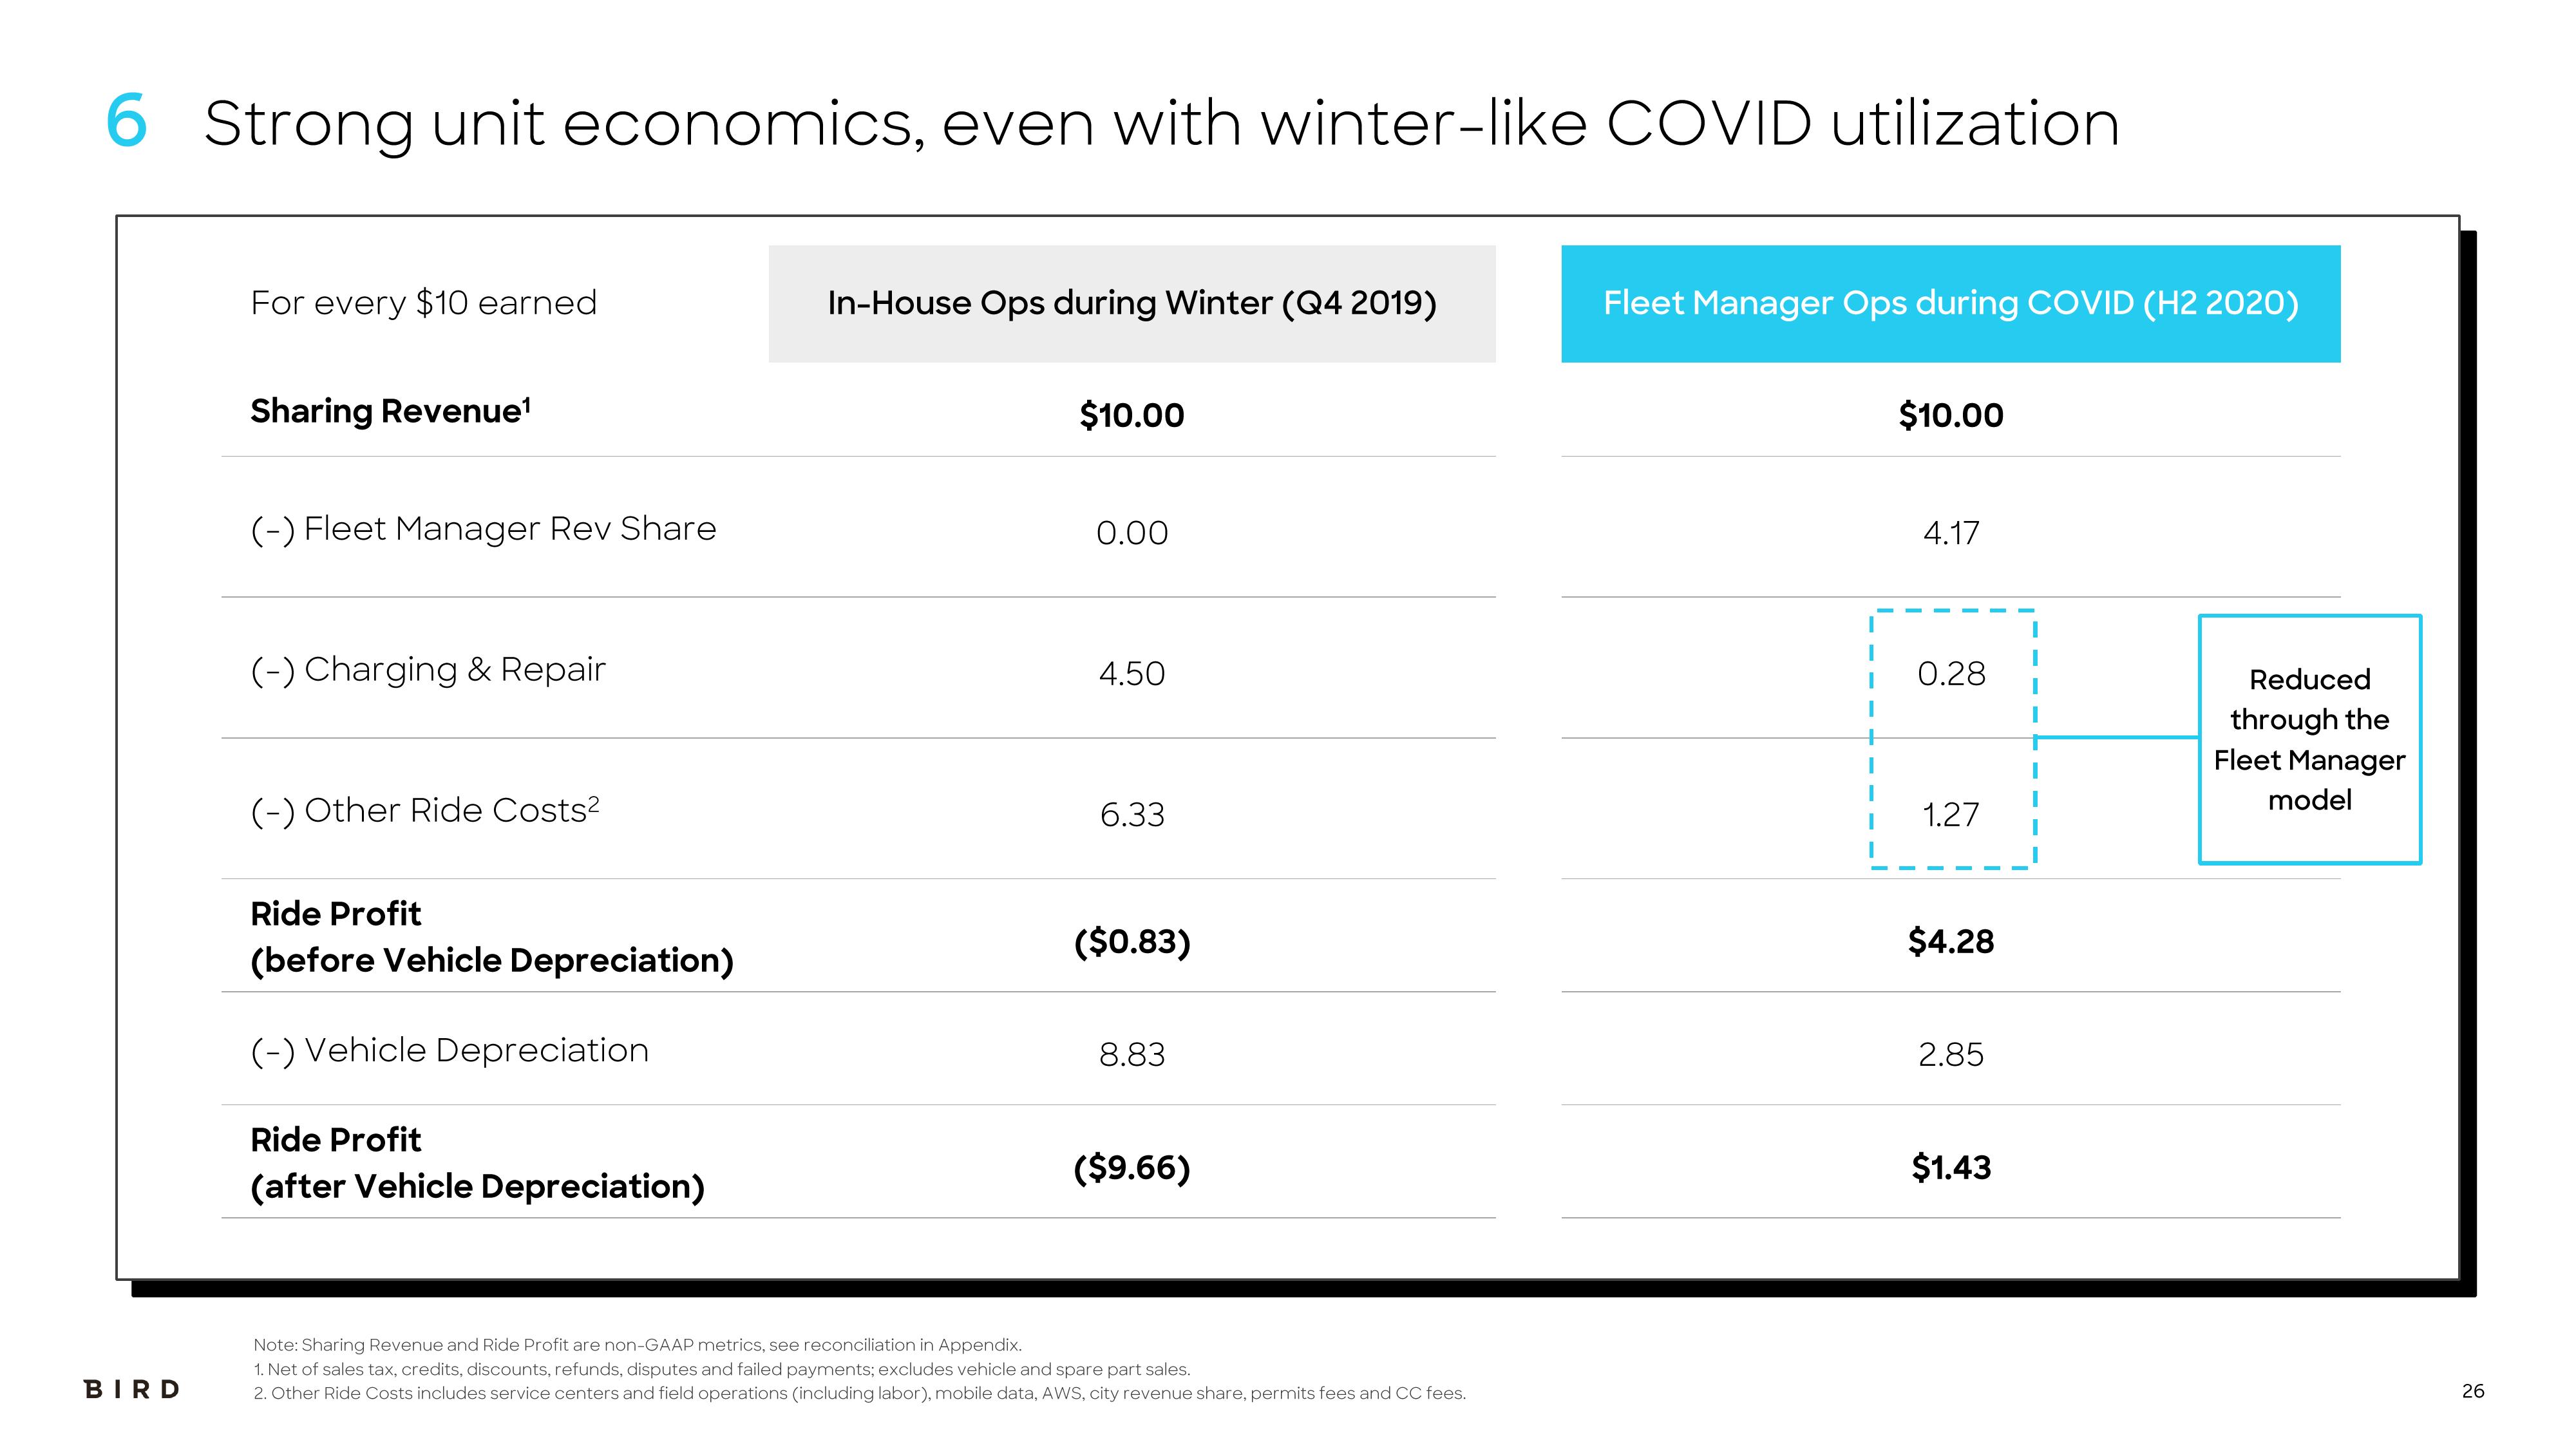 6 Strong unit economics, even with winter-like COVID utilization
For every $10 earned In-House Ops during Winter (Q4 2019) Fleet Manager Ops during COVID (H2 2020)
Sharing Revenue¹ $10.00 $10.00
(-) Fleet Manager Rev Share 0.00 4.17
(-) Charging & Repair 4.50 0.28
(-) Other Ride Costs² 6.33 1.27
Reduced
through the
Fleet Manager
model
Ride Profit
(before Vehicle Depreciation) ($0.83) $4.28
(-) Vehicle Depreciation 8.83 2.85
Ride Profit
(after Vehicle Depreciation) ($9.66) $1.43
Note: Sharing Revenue and Ride Profit are non-GAAP metrics, see reconciliation in Appendix.
1. Net of sales tax, credits, discounts, refunds, disputes and failed payments; excludes vehicle and spare part sales.
2. Other Ride Costs includes service centers and field operations (including labor), mobile data, AWS, city revenue share, permits fees and CC fees.
BIRD
26